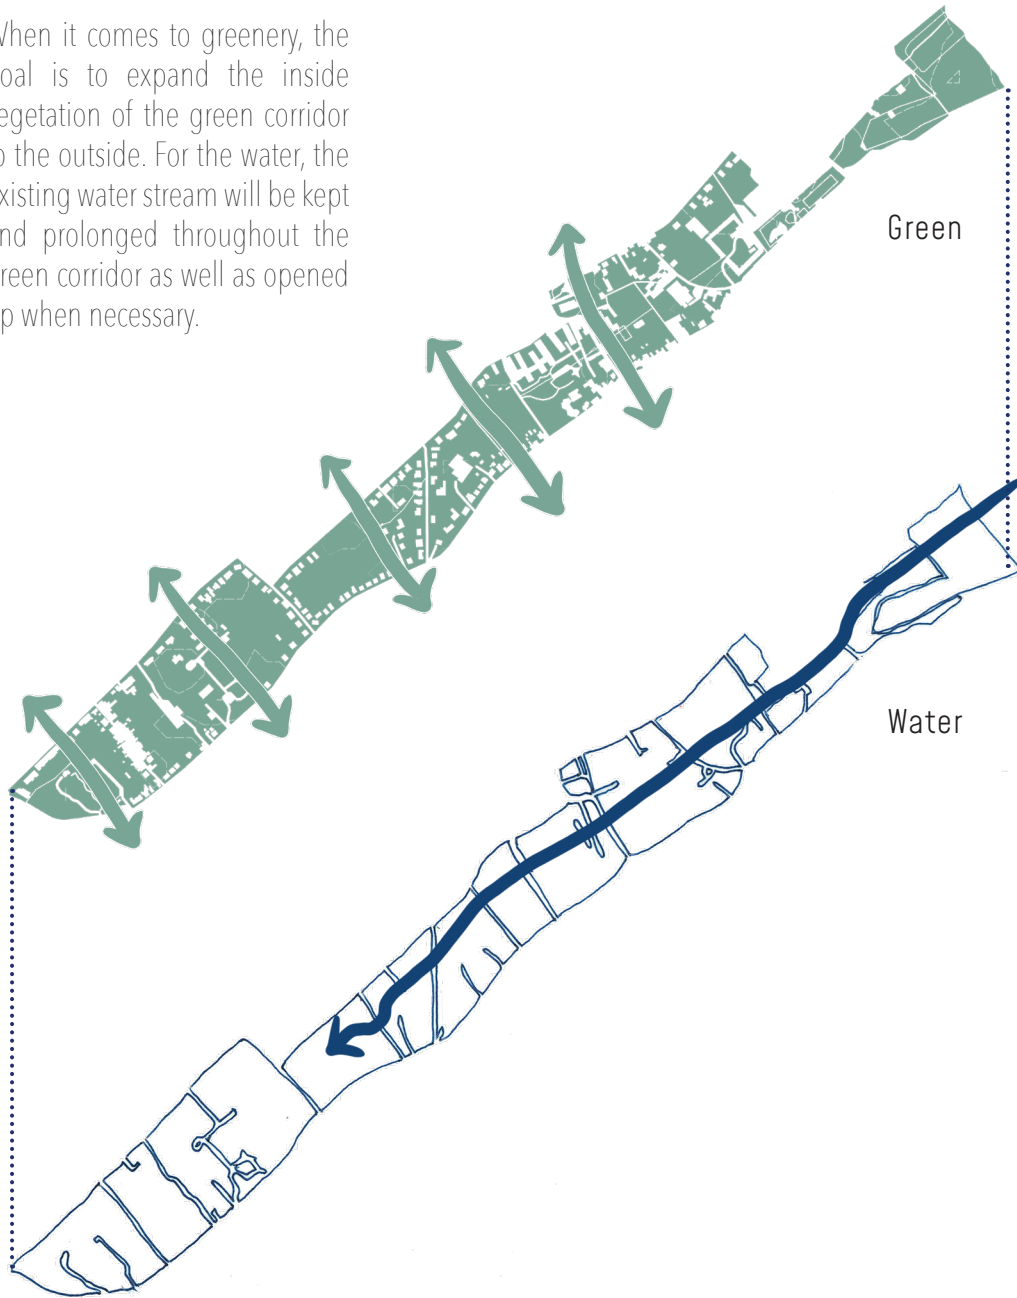 When it comes to greenery, the
oal is to expand the inside
egetation of the green corridor
o the outside. For the water, the
xisting water stream will be kept
nd prolonged throughout the
reen corridor as well as opened
p when necessary.
Green
Water